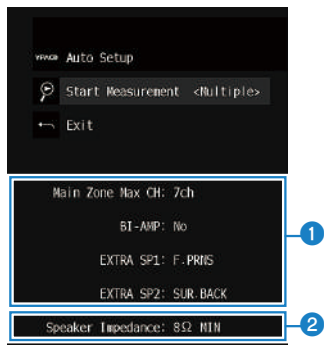 YPAO Auto Setup
Start Measurement <Multiple>
Exit
Main Zone Max CH: 7ch
BI-AMP: No
EXTRA SP1: F.PRNS
EXTRA SP2: SUR.BACK
1
Speaker Impedance: 8Ω MIN
2